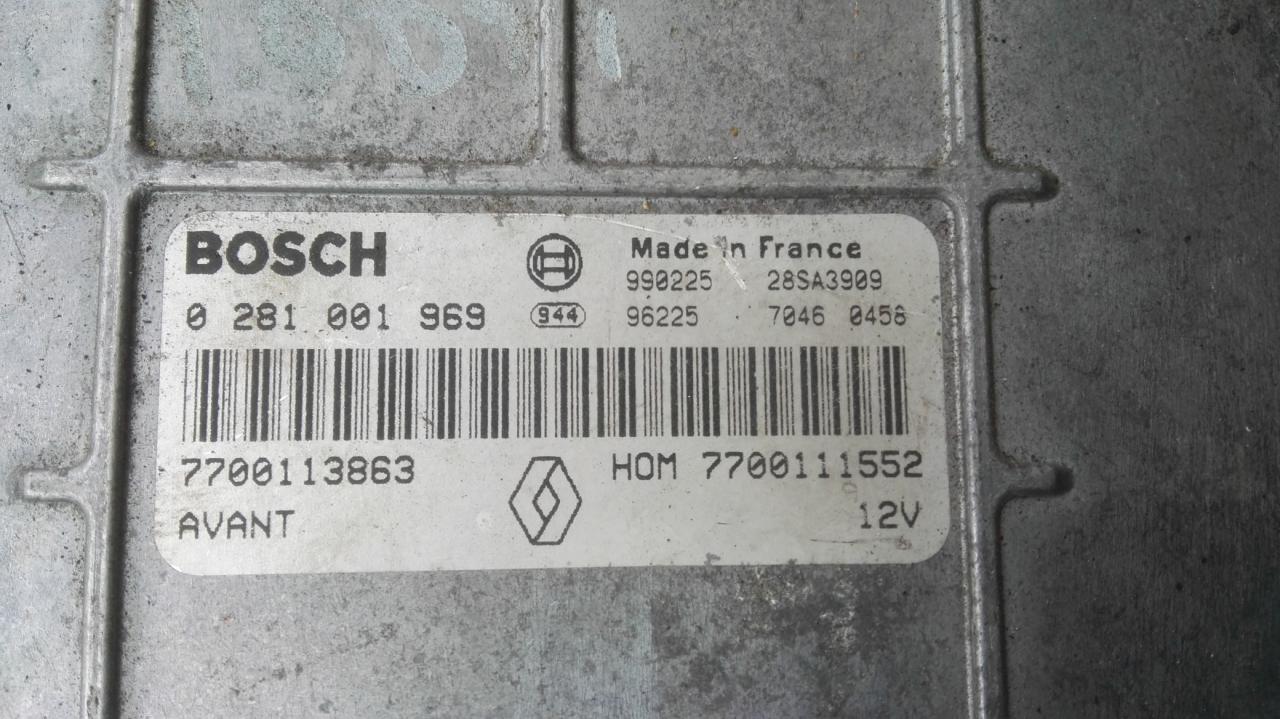 BOSCH
Made in France
990225 28SA3909
0 281 001 969 944 96225 7046 0458
7700113863 HOM 7700111552
AVANT 12V